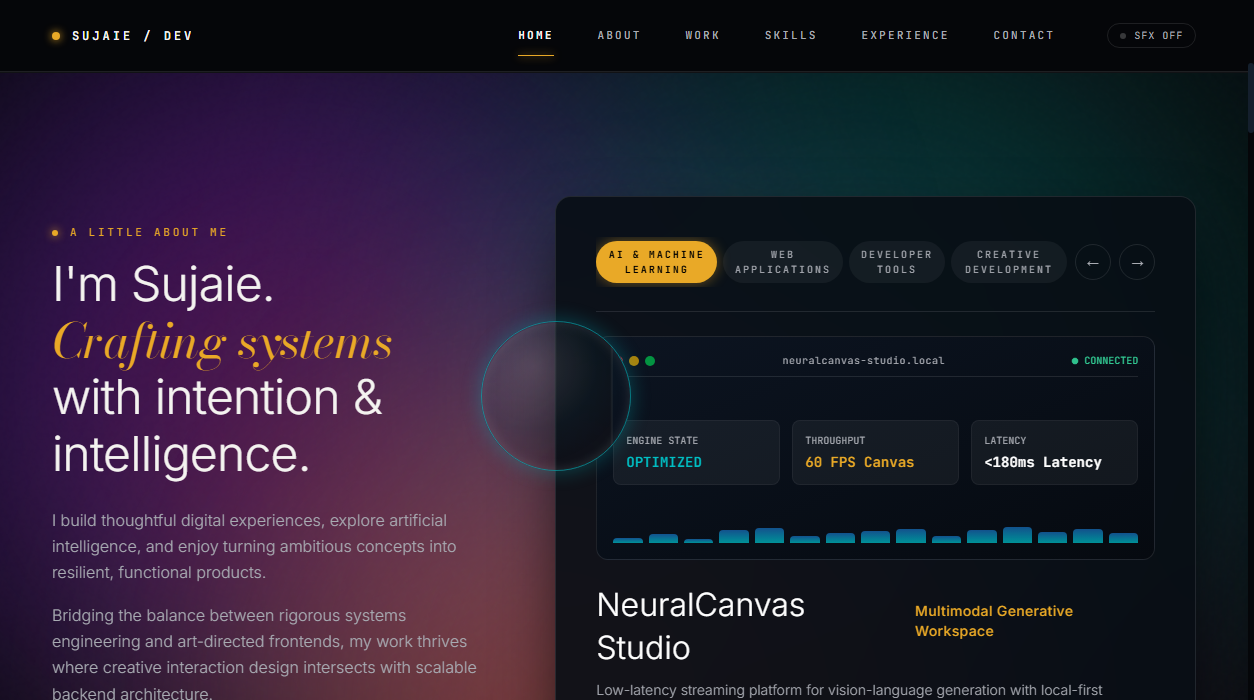 SUJAIE / DEV
HOME
ABOUT
WORK
SKILLS
EXPERIENCE
CONTACT
SFX OFF
A LITTLE ABOUT ME
I'm Sujaie.
Crafting systems
with intention &
intelligence.
I build thoughtful digital experiences, explore artificial
intelligence, and enjoy turning ambitious concepts into
resilient, functional products.
Bridging the balance between rigorous systems
engineering and art-directed frontends, my work thrives
where creative interaction design intersects with scalable
backend architecture.
AI & MACHINE
LEARNING
WEB
APPLICATIONS
DEVELOPER
TOOLS
CREATIVE
DEVELOPMENT
← →
neuralcanvas-studio.local
CONNECTED
ENGINE STATE
OPTIMIZED
THROUGHPUT
60 FPS Canvas
LATENCY
<180ms Latency
NeuralCanvas
Studio
Multimodal Generative
Workspace
Low-latency streaming platform for vision-language generation with local-first